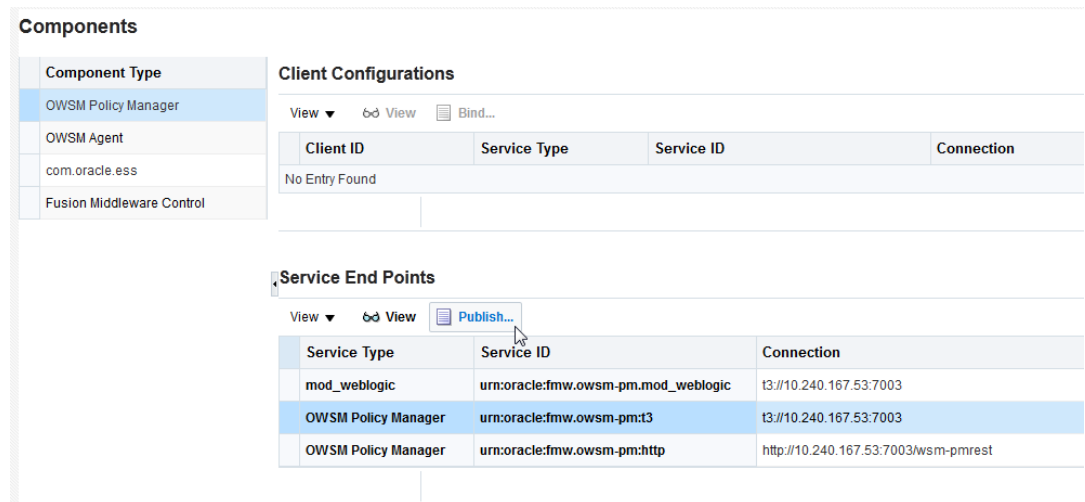 Components
Component Type
OWSM Policy Manager
OWSM Agent
com.oracle.ess
Fusion Middleware Control
Client Configurations
View View Bind...
Client ID Service Type Service ID Connection
No Entry Found
Service End Points
View View Publish...
Service Type Service ID Connection
mod_weblogic urn:oracle:fmw.owsm-pm.mod_weblogic t3://10.240.167.53:7003
OWSM Policy Manager urn:oracle:fmw.owsm-pm:t3 t3://10.240.167.53:7003
OWSM Policy Manager urn:oracle:fmw.owsm-pm:http http://10.240.167.53:7003/wsm-pmrest